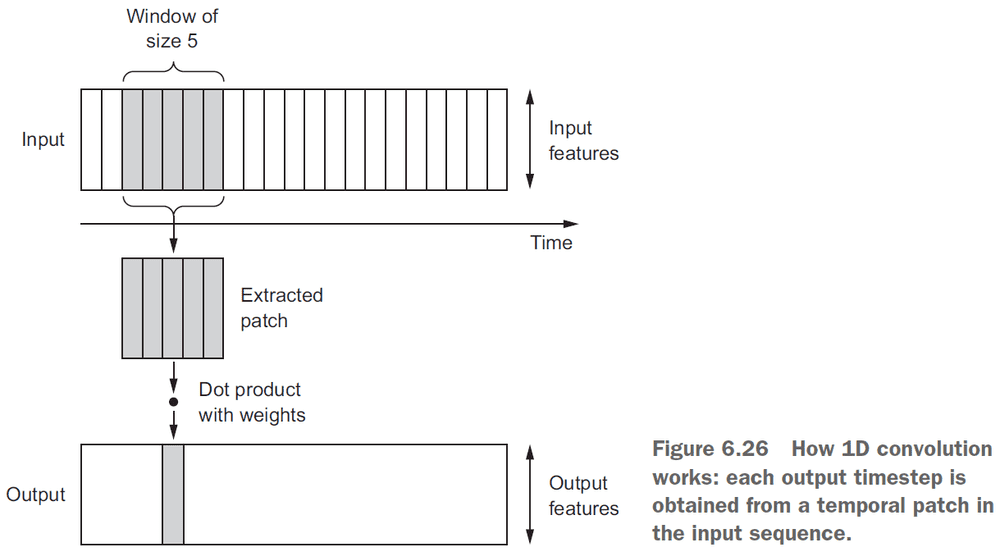 Window of
size 5
Input
Input
features
Time
Extracted
patch
Dot product
with weights
Output
Output
features
Figure 6.26 How 1D convolution
works: each output timestep is
obtained from a temporal patch in
the input sequence.